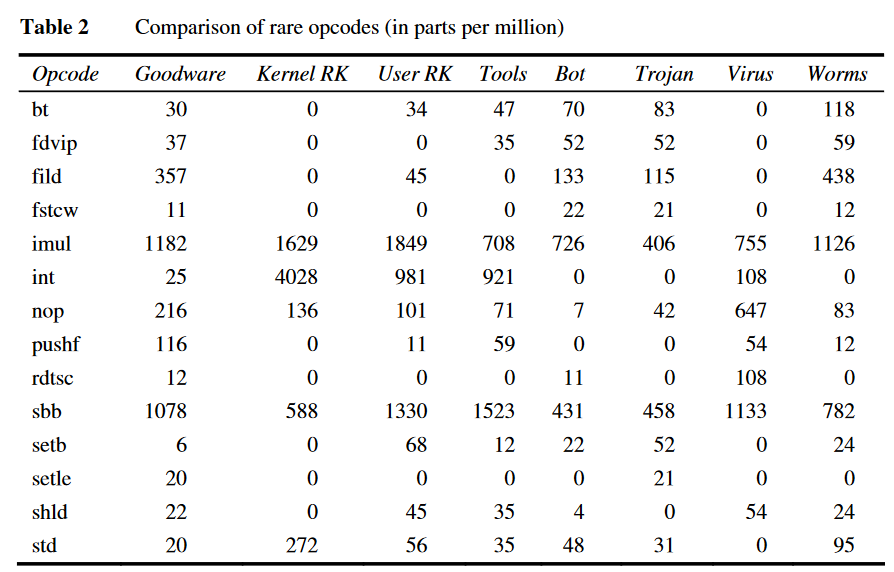 Table 2 Comparison of rare opcodes (in parts per million)
Opcode Goodware Kernel RK User RK Tools Bot Trojan Virus Worms
bt 30 0 34 47 70 83 0 118
fdvip 37 0 0 35 52 52 0 59
fild 357 0 45 0 133 115 0 438
fstcw 11 0 0 0 22 21 0 12
imul 1182 1629 1849 708 726 406 755 1126
int 25 4028 981 921 0 0 108 0
nop 216 136 101 71 7 42 647 83
pushf 116 0 11 59 0 0 54 12
rdtsc 12 0 0 0 11 0 108 0
sbb 1078 588 1330 1523 431 458 1133 782
setb 6 0 68 12 22 52 0 24
setle 20 0 0 0 0 21 0 0
shld 22 0 45 35 4 0 54 24
std 20 272 56 35 48 31 0 95